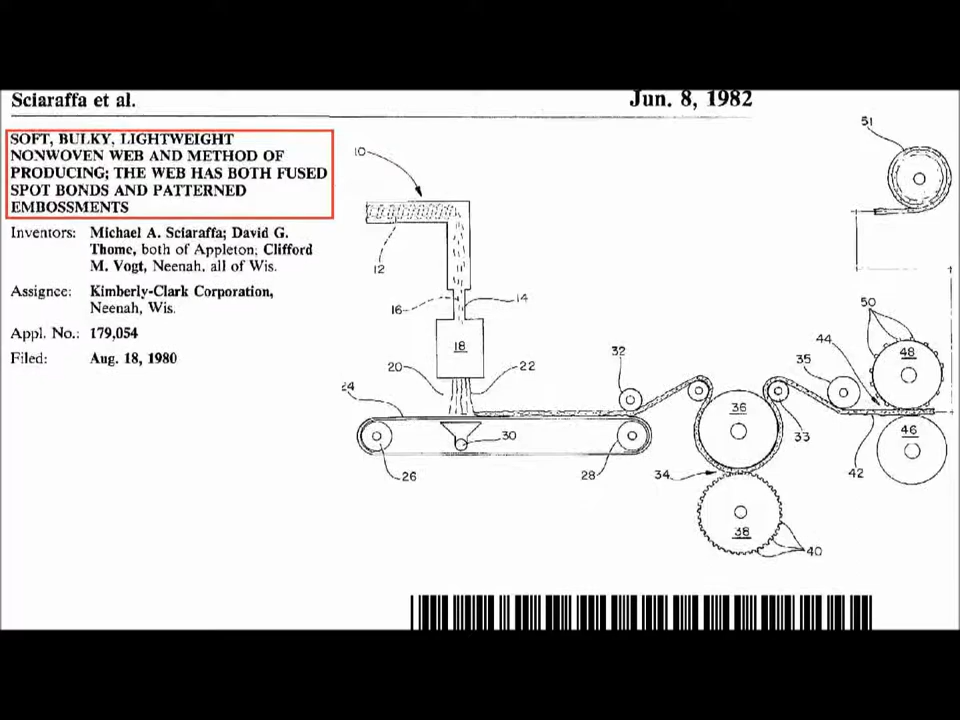 Sciaraffa et al.
Jun. 8, 1982
SOFT, BULKY, LIGHTWEIGHT
NONWOVEN WEB AND METHOD OF
PRODUCING; THE WEB HAS BOTH FUSED
SPOT BONDS AND PATTERNED
EMBOSSMENTS
Inventors: Michael A. Sciaraffa; David G.
Thome, both of Appleton; Clifford
M. Vogt, Neenah, all of Wis.
Assignee: Kimberly-Clark Corporation,
Neenah, Wis.
Appl. No.: 179,054
Filed: Aug. 18, 1980
51
10
12
16
14
18
20
22
24
26
30
28
32
36
34
38
40
33
35
44
50
48
46
42